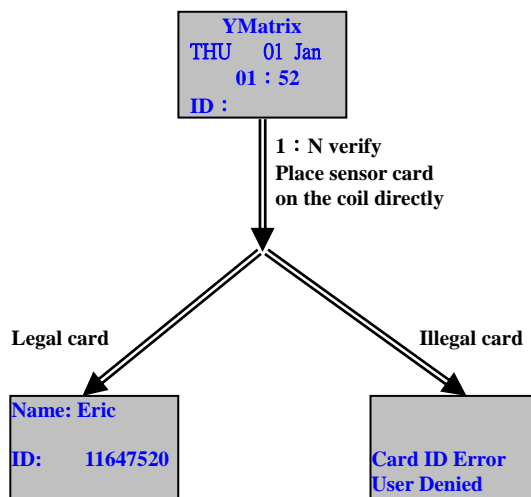 YMatrix
THU 01 Jan
01：52
ID：
1：N verify
Place sensor card
on the coil directly
Legal card
Illegal card
Name: Eric
ID: 11647520
Card ID Error
User Denied